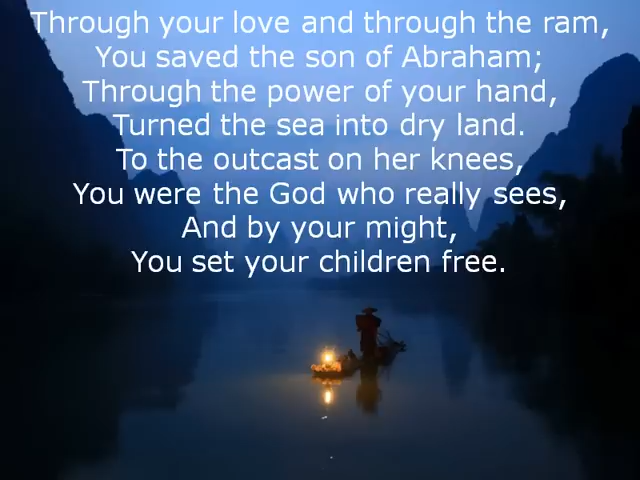 Through your love and through the ram,
You saved the son of Abraham;
Through the power of your hand,
Turned the sea into dry land.
To the outcast on her knees,
You were the God who really sees,
And by your might,
You set your children free.